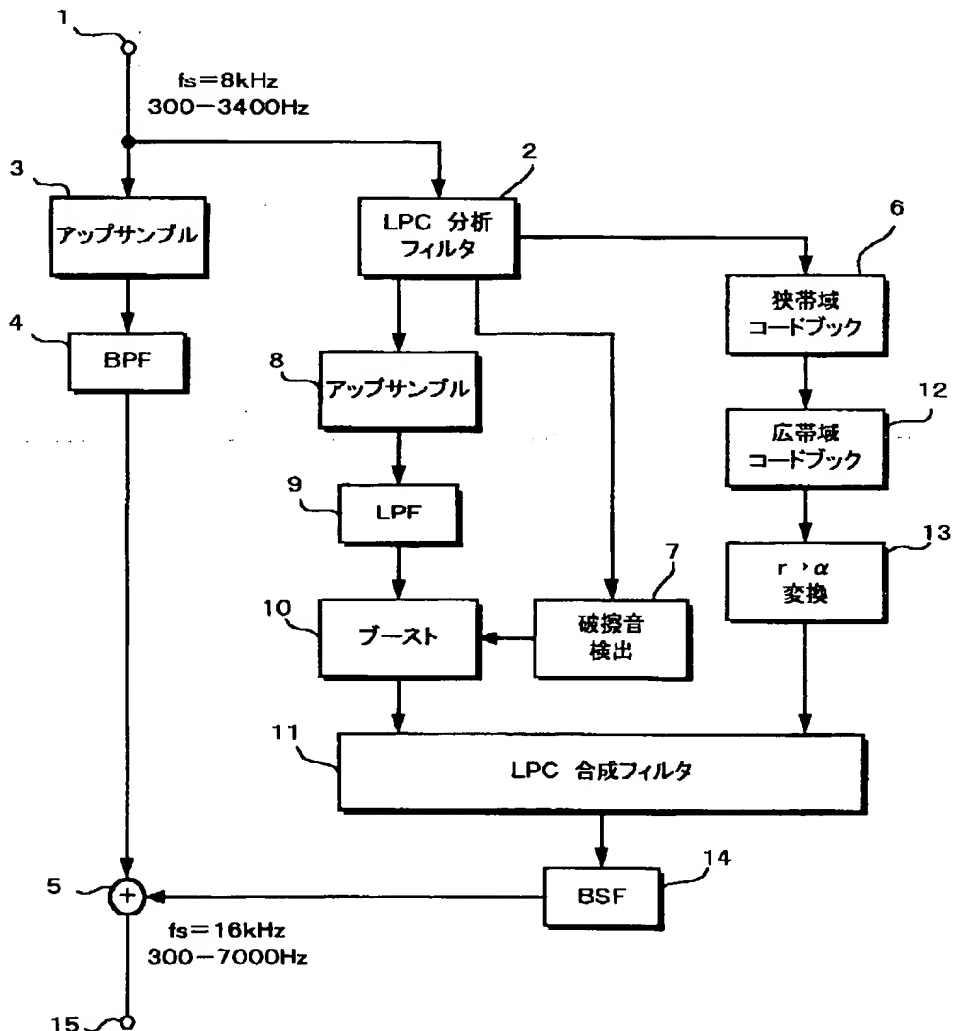 1
fs=8kHz
300-3400Hz
3
アップサンプル
2
LPC 分析
フィルタ
6
狭帯域
コードブック
4
BPF
8
アップサンプル
12
広帯域
コードブック
9
LPF
13
r→α
変換
10
ブースト
7
破擦音
検出
11
LPC 合成フィルタ
14
BSF
5
+
fs=16kHz
300-7000Hz
15